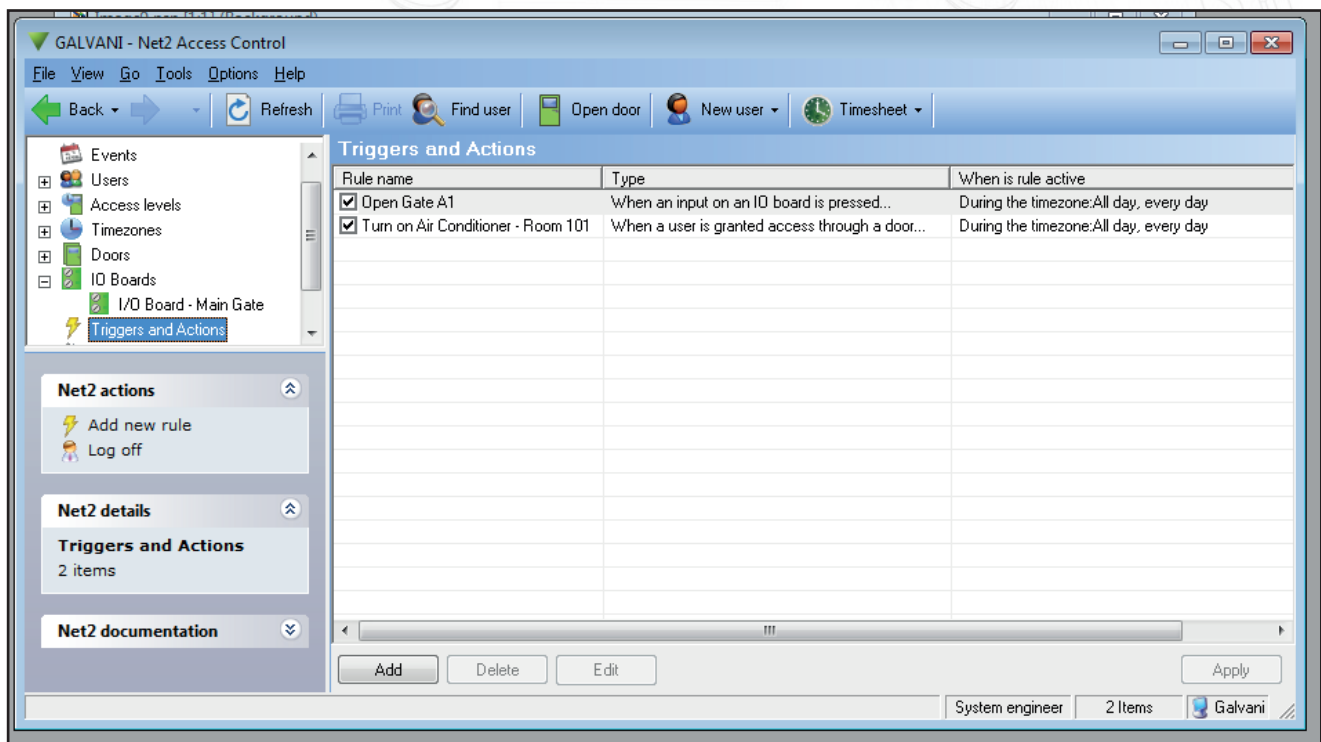 Image0.psp [1:1] (Background)
GALVANI - Net2 Access Control
File View Go Tools Options Help
Back Refresh Print Find user Open door New user Timesheet
Events
Users
Access levels
Timezones
Doors
IO Boards
I/O Board - Main Gate
Triggers and Actions
Net2 actions
Add new rule
Log off
Net2 details
Triggers and Actions
2 items
Net2 documentation
Triggers and Actions
Rule name Type When is rule active
Open Gate A1 When an input on an IO board is pressed... During the timezone:All day, every day
Turn on Air Conditioner - Room 101 When a user is granted access through a door... During the timezone:All day, every day
Add Delete Edit Apply
System engineer 2 Items Galvani